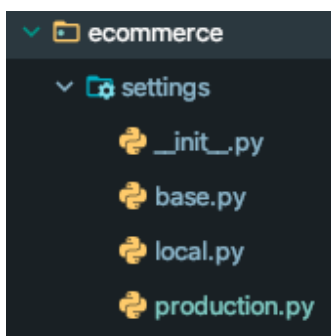 ecommerce
settings
__init__.py
base.py
local.py
production.py